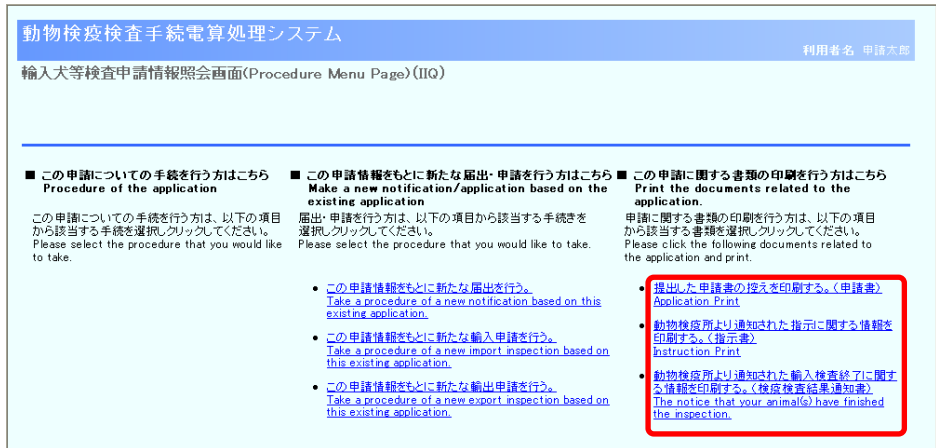 動物検疫検査手続電算処理システム
利用者名 申請太郎
輸入犬等検査申請情報照会画面(Procedure Menu Page)(IIQ)
■ この申請についての手続を行う方はこちら
Procedure of the application
この申請についての手続を行う方は、以下の項目
から該当する手続を選択しクリックしてください。
Please select the procedure that you would like
to take.
■ この申請情報をもとに新たな届出・申請を行う方はこちら
Make a new notification/application based on the
existing application
届出・申請を行う方は、以下の項目から該当する手続きを
選択しクリックしてください。
Please select the procedure that you would like to take.
• この申請情報をもとに新たな届出を行う。
Take a procedure of a new notification based on this
existing application.
• この申請情報をもとに新たな輸入申請を行う。
Take a procedure of a new import inspection based on
this existing application.
• この申請情報をもとに新たな輸出申請を行う。
Take a procedure of a new export inspection based on
this existing application.
■ この申請に関する書類の印刷を行う方はこちら
Print the documents related to the
application.
申請に関する書類の印刷を行う方は、以下の項目
から該当する書類を選択しクリックしてください。
Please click the following documents related to
the application and print.
• 提出した申請書の控えを印刷する。（申請書）
Application Print
• 動物検疫所より通知された指示に関する情報を
印刷する。（指示書）
Instruction Print
• 動物検疫所より通知された輸入検査終了に関す
る情報を印刷する。（検疫検査結果通知書）
The notice that your animal(s) have finished
the inspection.